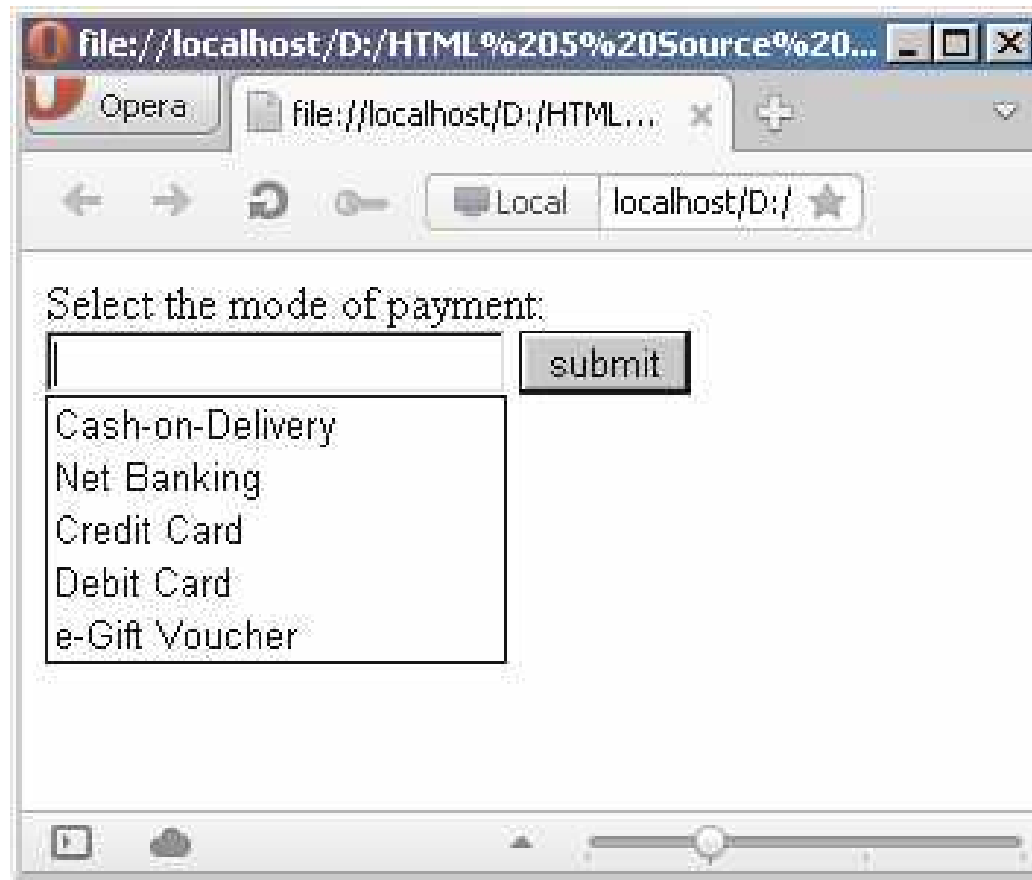 file://localhost/D:/HTML%205%20Source%20...
Opera
file://localhost/D:/HTML...
Local
localhost/D:/
Select the mode of payment:
submit
Cash-on-Delivery
Net Banking
Credit Card
Debit Card
e-Gift Voucher